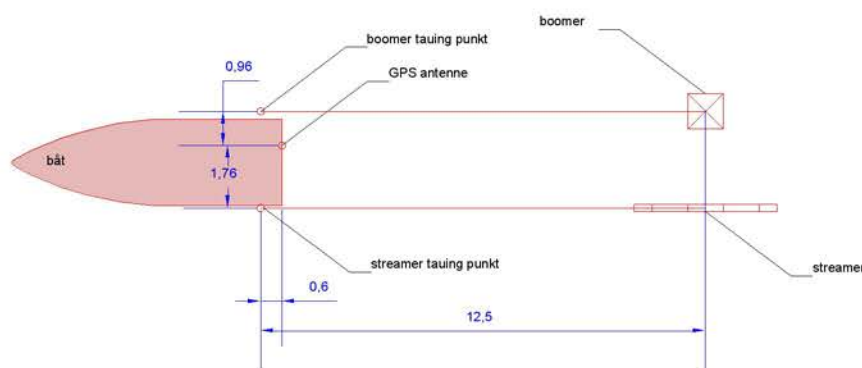 boomer
boomer tauing punkt
0,96
GPS antenne
båt
1,76
streamer tauing punkt
streamer
0,6
12,5